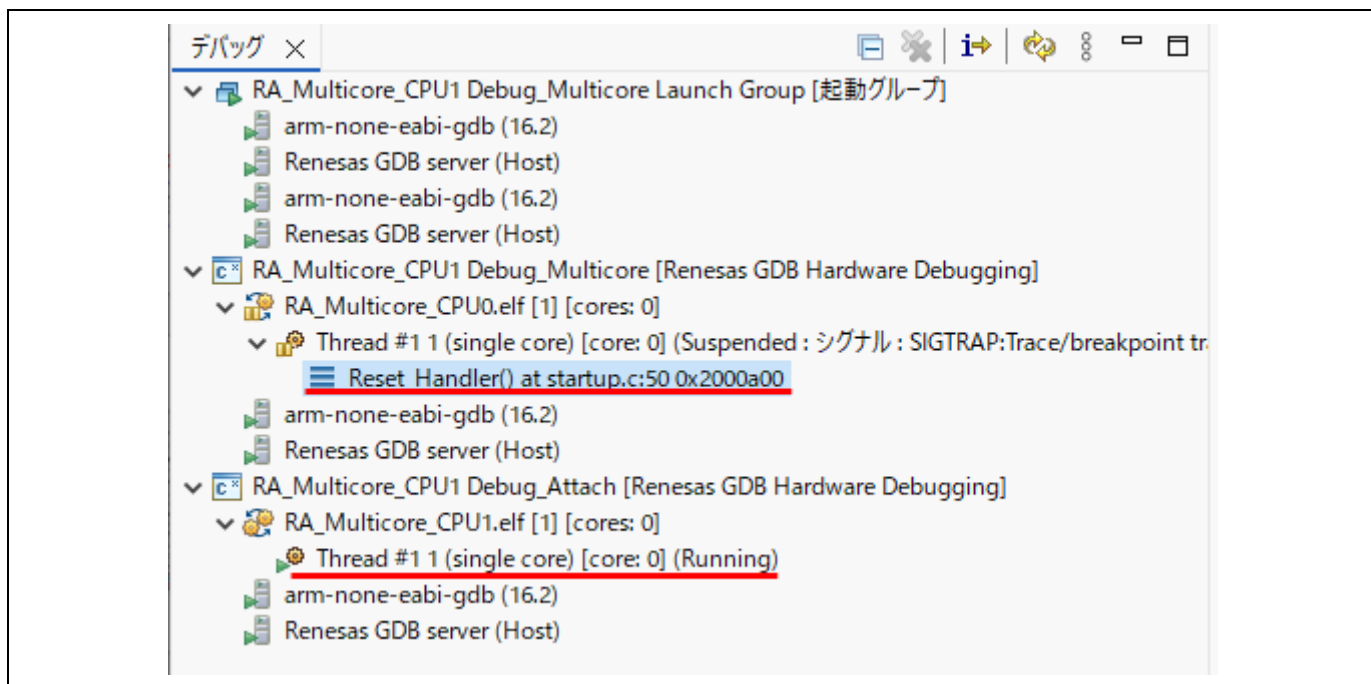 デバッグ
RA_Multicore_CPU1 Debug_Multicore Launch Group [起動グループ]
arm-none-eabi-gdb (16.2)
Renesas GDB server (Host)
arm-none-eabi-gdb (16.2)
Renesas GDB server (Host)
RA_Multicore_CPU1 Debug_Multicore [Renesas GDB Hardware Debugging]
RA_Multicore_CPU0.elf [1] [cores: 0]
Thread #1 1 (single core) [core: 0] (Suspended : シグナル : SIGTRAP:Trace/breakpoint
Reset_Handler() at startup.c:50 0x2000a00
arm-none-eabi-gdb (16.2)
Renesas GDB server (Host)
RA_Multicore_CPU1 Debug_Attach [Renesas GDB Hardware Debugging]
RA_Multicore_CPU1.elf [1] [cores: 0]
Thread #1 1 (single core) [core: 0] (Running)
arm-none-eabi-gdb (16.2)
Renesas GDB server (Host)